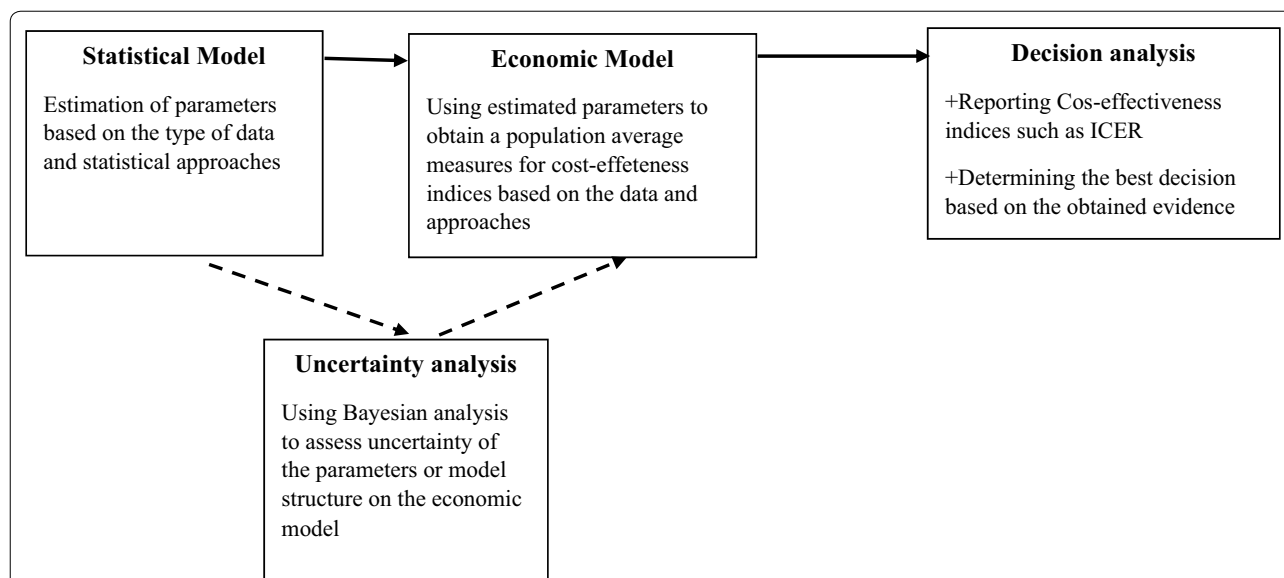 Statistical Model
Estimation of parameters
based on the type of data
and statistical approaches
Economic Model
Using estimated parameters to
obtain a population average
measures for cost-effeteness
indices based on the data and
approaches
Decision analysis
+Reporting Cos-effectiveness
indices such as ICER
+Determining the best decision
based on the obtained evidence
Uncertainty analysis
Using Bayesian analysis
to assess uncertainty of
the parameters or model
structure on the economic
model